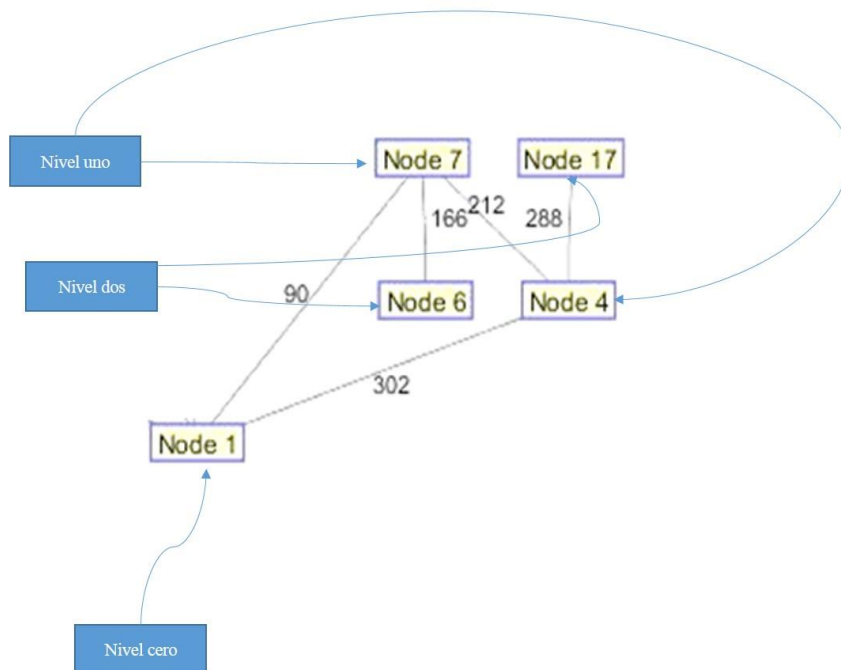 Nivel uno
Node 7
Node 17
166
212
288
Nivel dos
90
Node 6
Node 4
302
Node 1
Nivel cero